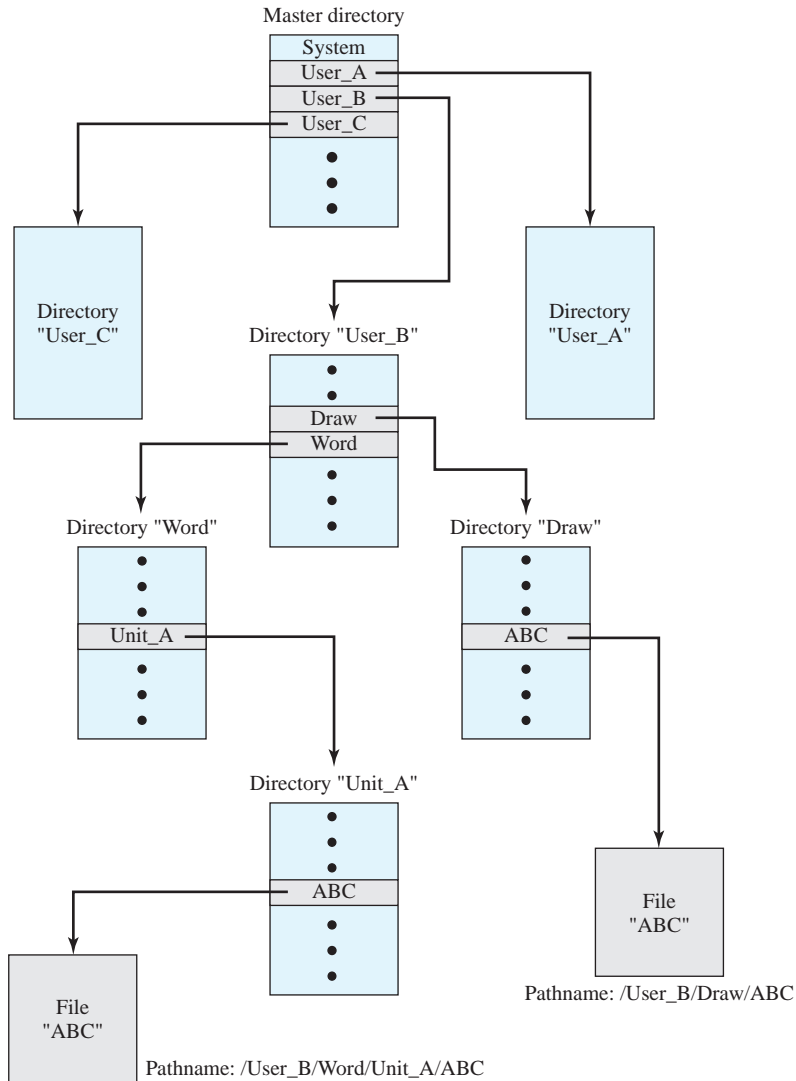 Master directory
System
User_A
User_B
User_C
Directory
"User_C"
Directory
"User_A"
Directory "User_B"
Draw
Word
Directory "Word"
Directory "Draw"
Unit_A
ABC
Directory "Unit_A"
ABC
File
"ABC"
Pathname: /User_B/Draw/ABC
File
"ABC"
Pathname: /User_B/Word/Unit_A/ABC